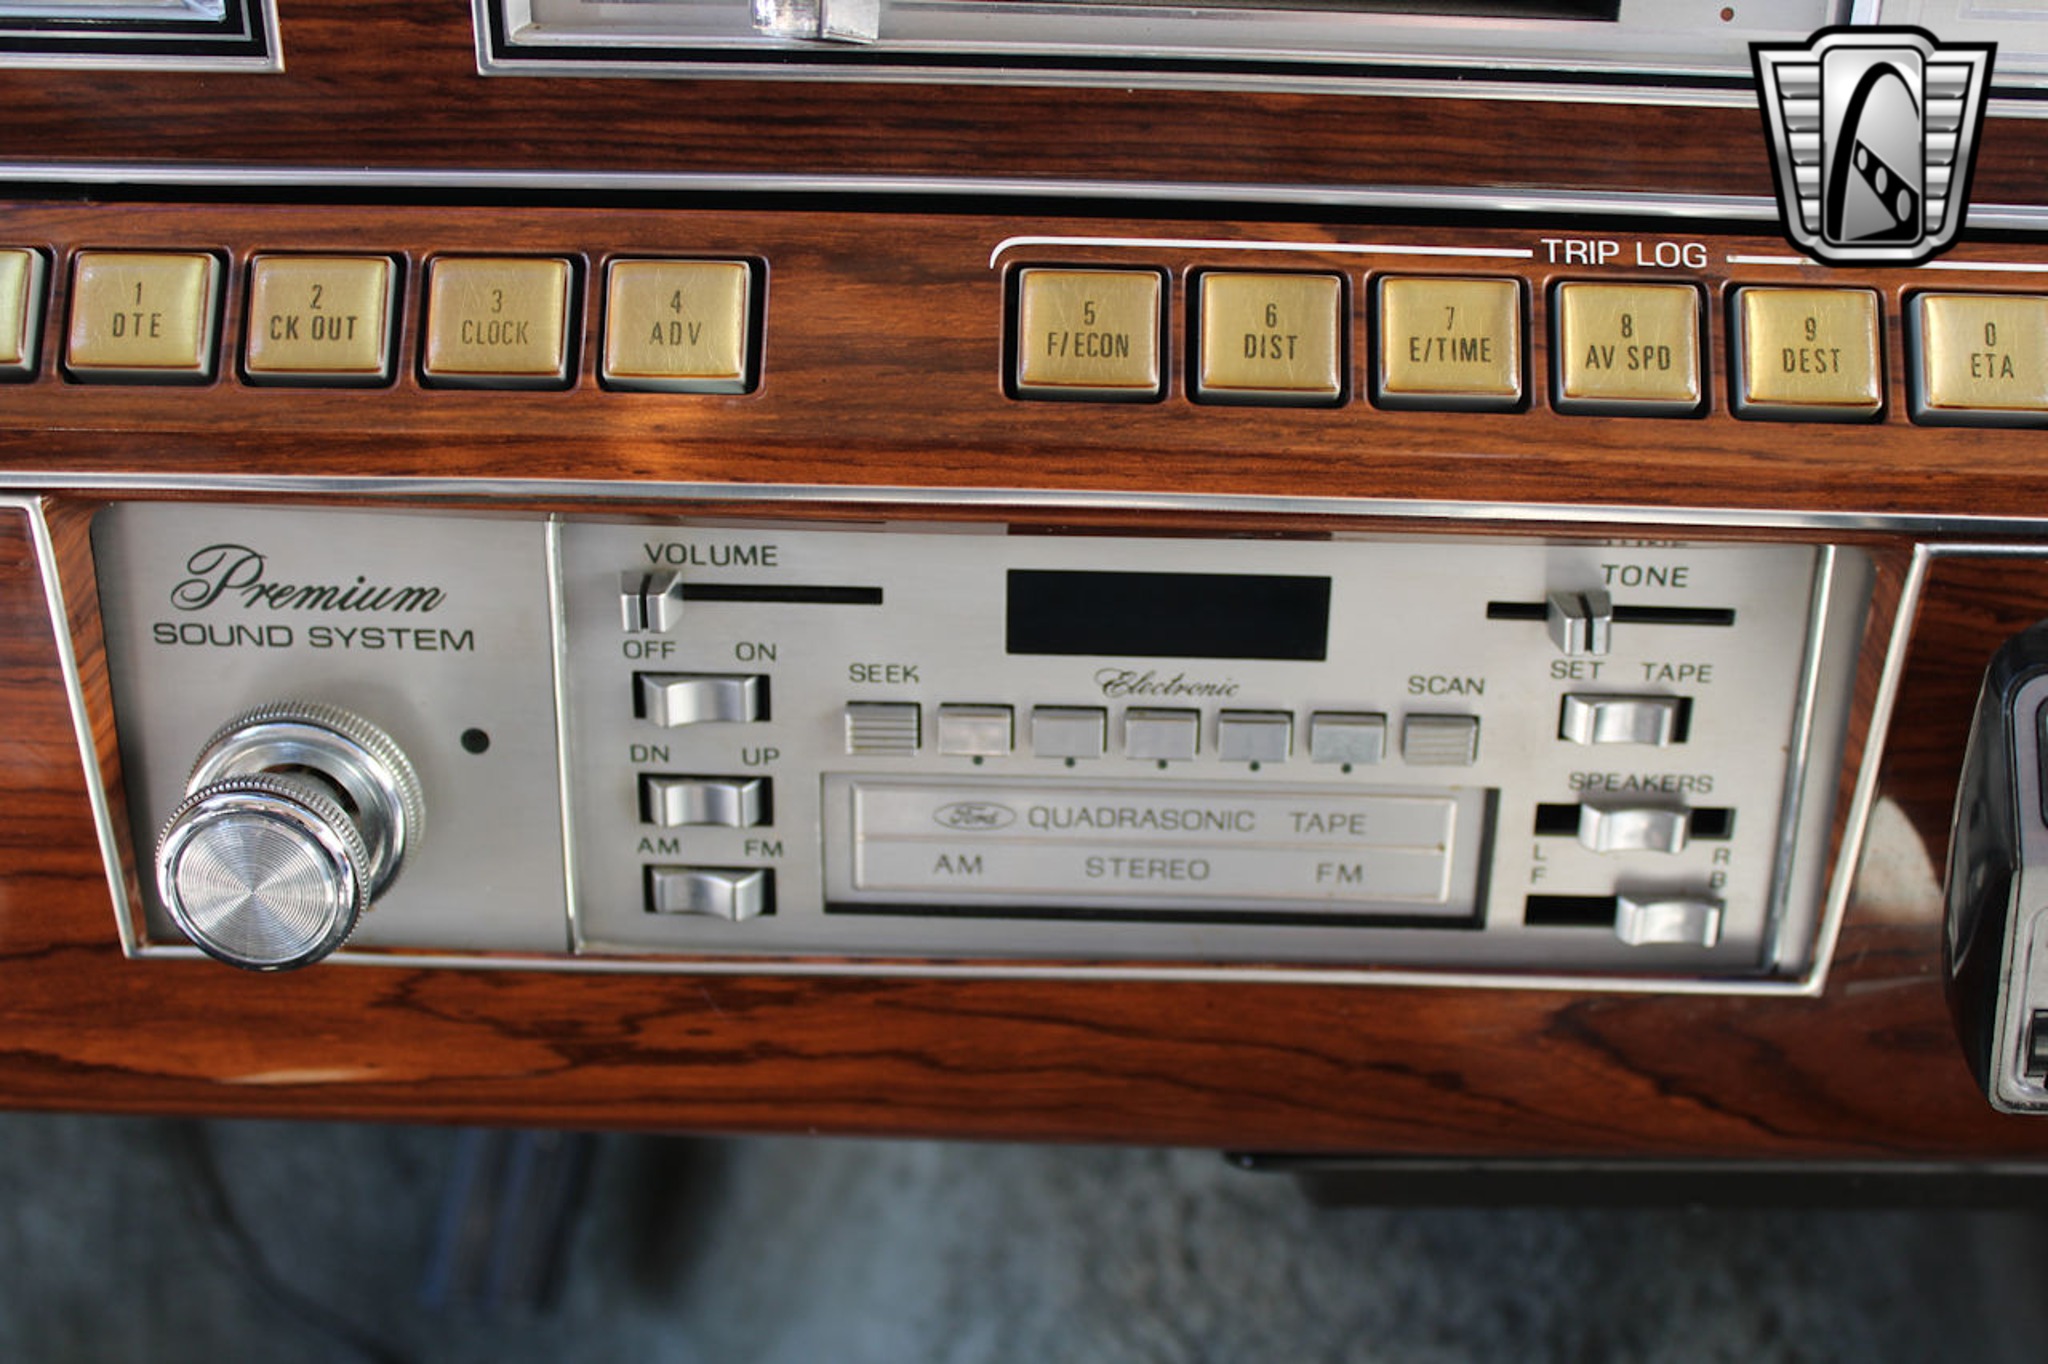 TRIP LOG
1
DTE
2
CK OUT
3
CLOCK
4
ADV
5
F/ECON
6
DIST
7
E/TIME
8
AV SPD
9
DEST
0
ETA
Premium
SOUND SYSTEM
VOLUME
OFF ON
DN UP
AM FM
SEEK
Electronic
SCAN
Ford QUADRASONIC TAPE
AM STEREO FM
TONE
SET TAPE
SPEAKERS
L R
F B